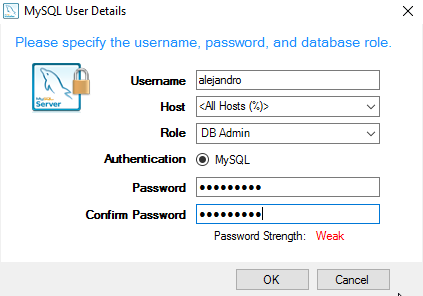 MySQL User Details
Please specify the username, password, and database role.
Username alejandro
Host <All Hosts (%)>
Role DB Admin
Authentication MySQL
Password ●●●●●●●●●
Confirm Password ●●●●●●●●●
Password Strength: Weak
MySQL
Server
OK Cancel